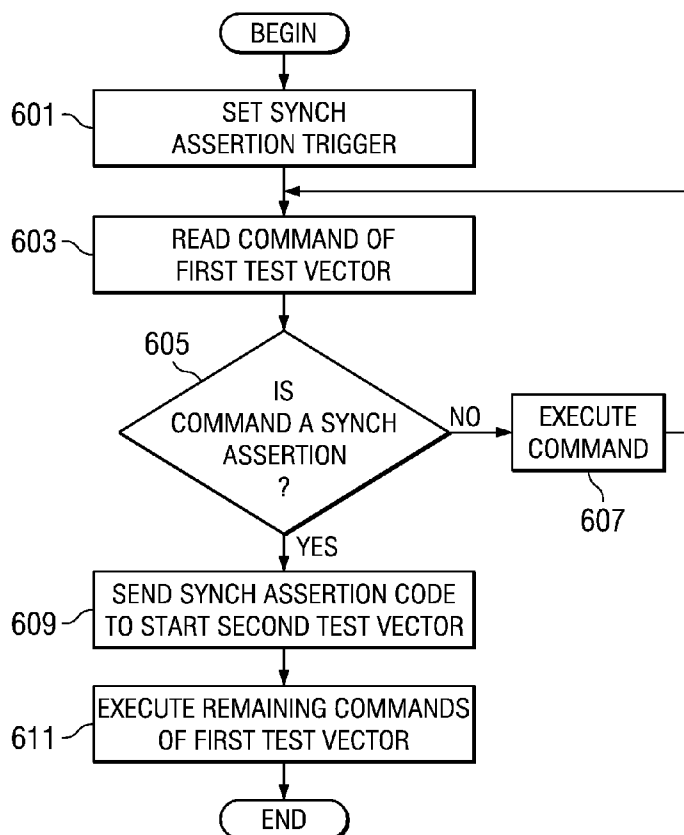 BEGIN
601
SET SYNCH
ASSERTION TRIGGER
603
READ COMMAND OF
FIRST TEST VECTOR
605
IS
COMMAND A SYNCH
ASSERTION
?
NO
EXECUTE
COMMAND
607
YES
609
SEND SYNCH ASSERTION CODE
TO START SECOND TEST VECTOR
611
EXECUTE REMAINING COMMANDS
OF FIRST TEST VECTOR
END